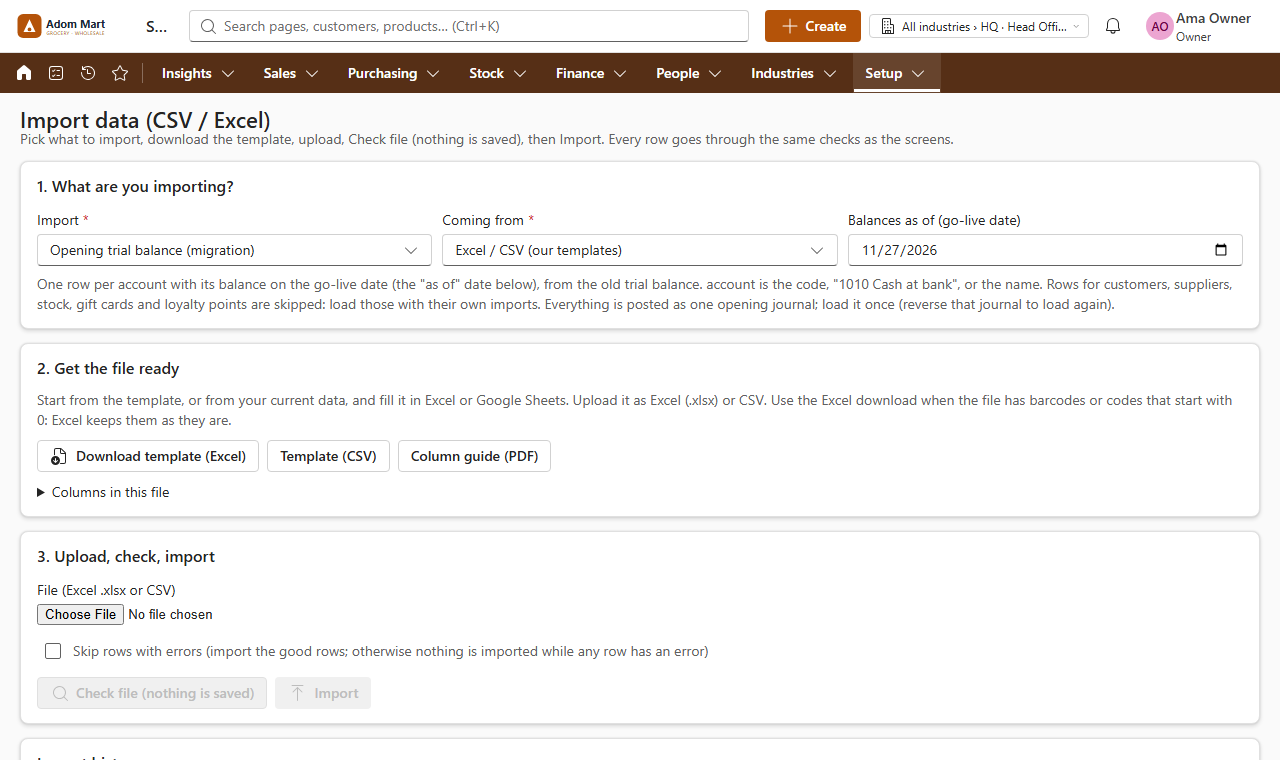 Adom Mart
GROCERY · WHOLESALE
S...
Search pages, customers, products... (Ctrl+K)
Create
All industries › HQ · Head Offi...
AO
Ama Owner
Owner
Insights
Sales
Purchasing
Stock
Finance
People
Industries
Setup
Import data (CSV / Excel)
Pick what to import, download the template, upload, Check file (nothing is saved), then Import. Every row goes through the same checks as the screens.
1. What are you importing?
Import *
Coming from *
Balances as of (go-live date)
Opening trial balance (migration)
Excel / CSV (our templates)
11/27/2026
One row per account with its balance on the go-live date (the "as of" date below), from the old trial balance. account is the code, "1010 Cash at bank", or the name. Rows for customers, suppliers,
stock, gift cards and loyalty points are skipped: load those with their own imports. Everything is posted as one opening journal; load it once (reverse that journal to load again).
2. Get the file ready
Start from the template, or from your current data, and fill it in Excel or Google Sheets. Upload it as Excel (.xlsx) or CSV. Use the Excel download when the file has barcodes or codes that start with
0: Excel keeps them as they are.
Download template (Excel)
Template (CSV)
Column guide (PDF)
Columns in this file
3. Upload, check, import
File (Excel .xlsx or CSV)
Choose File No file chosen
Skip rows with errors (import the good rows; otherwise nothing is imported while any row has an error)
Check file (nothing is saved)
Import